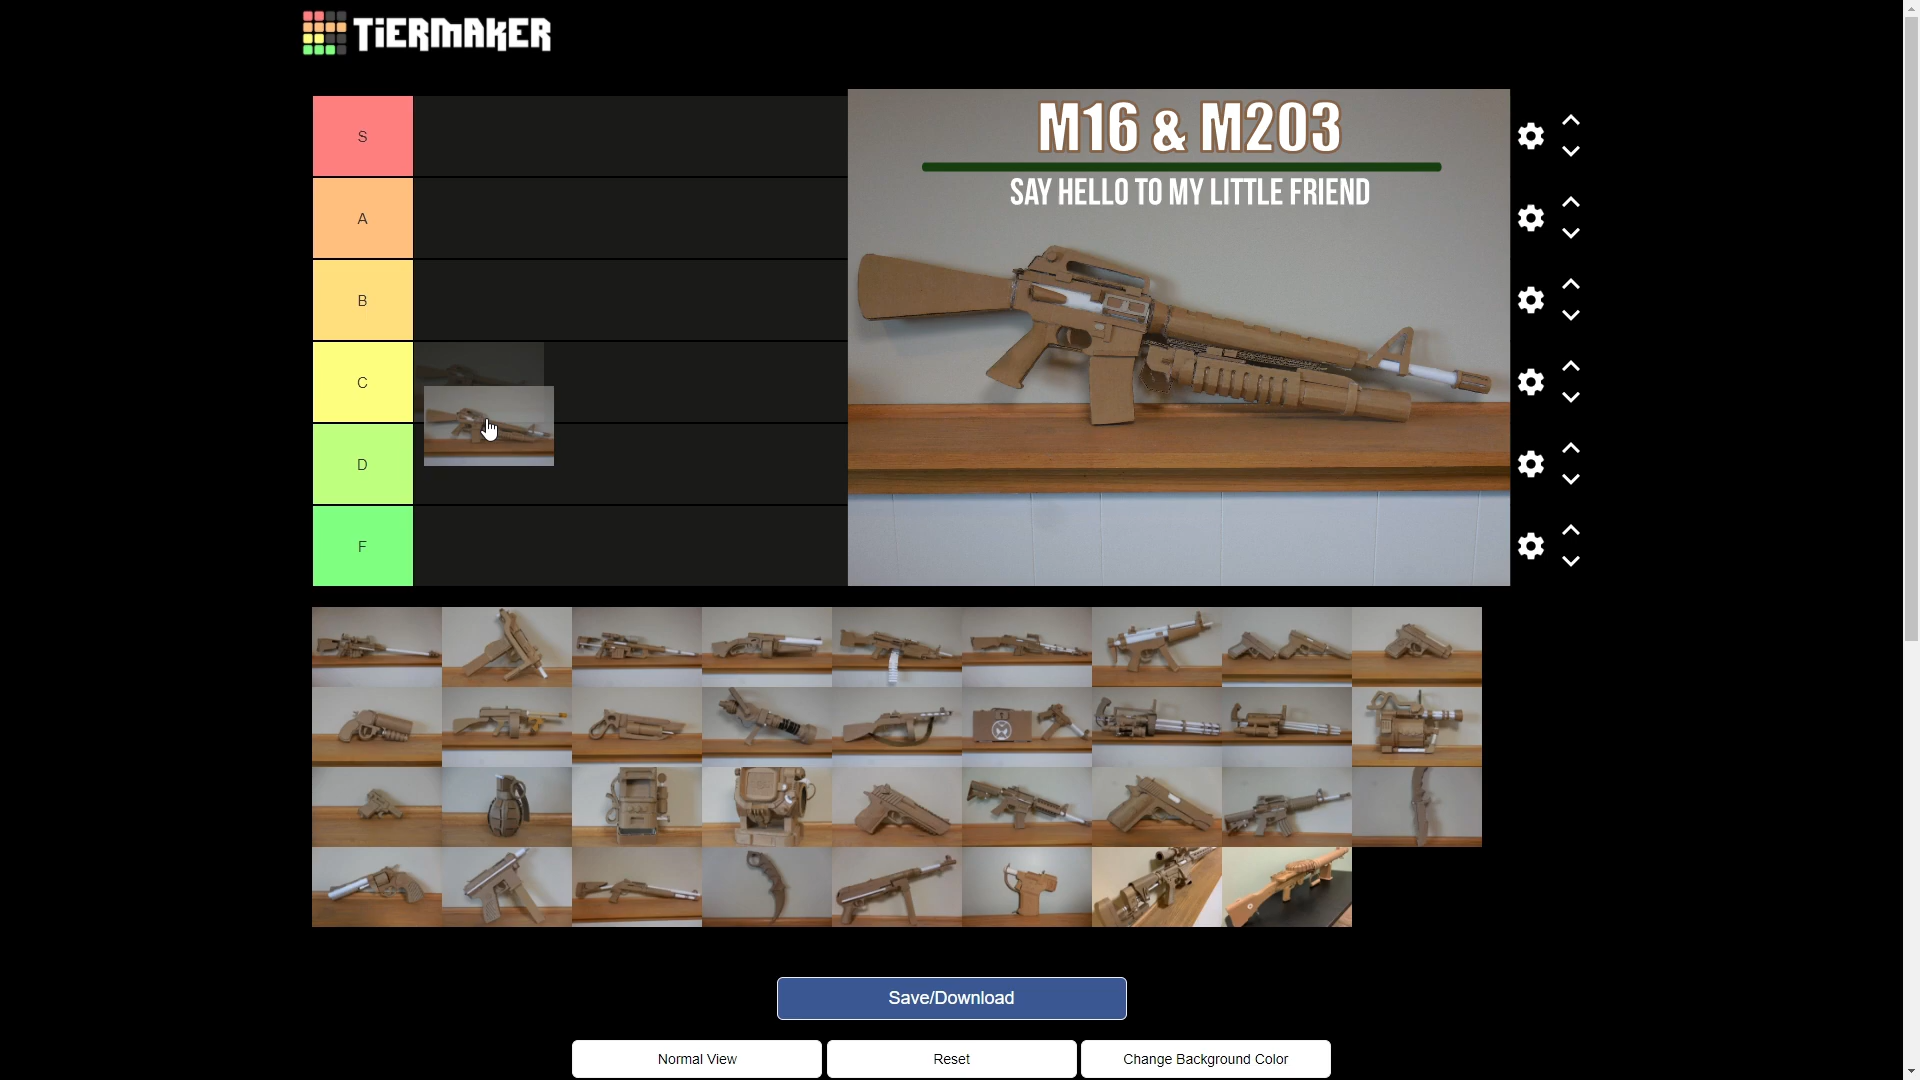 TiERMAKER
M16 & M203
SAY HELLO TO MY LITTLE FRIEND
S
A
B
C
D
F
Save/Download
Normal View
Reset
Change Background Color